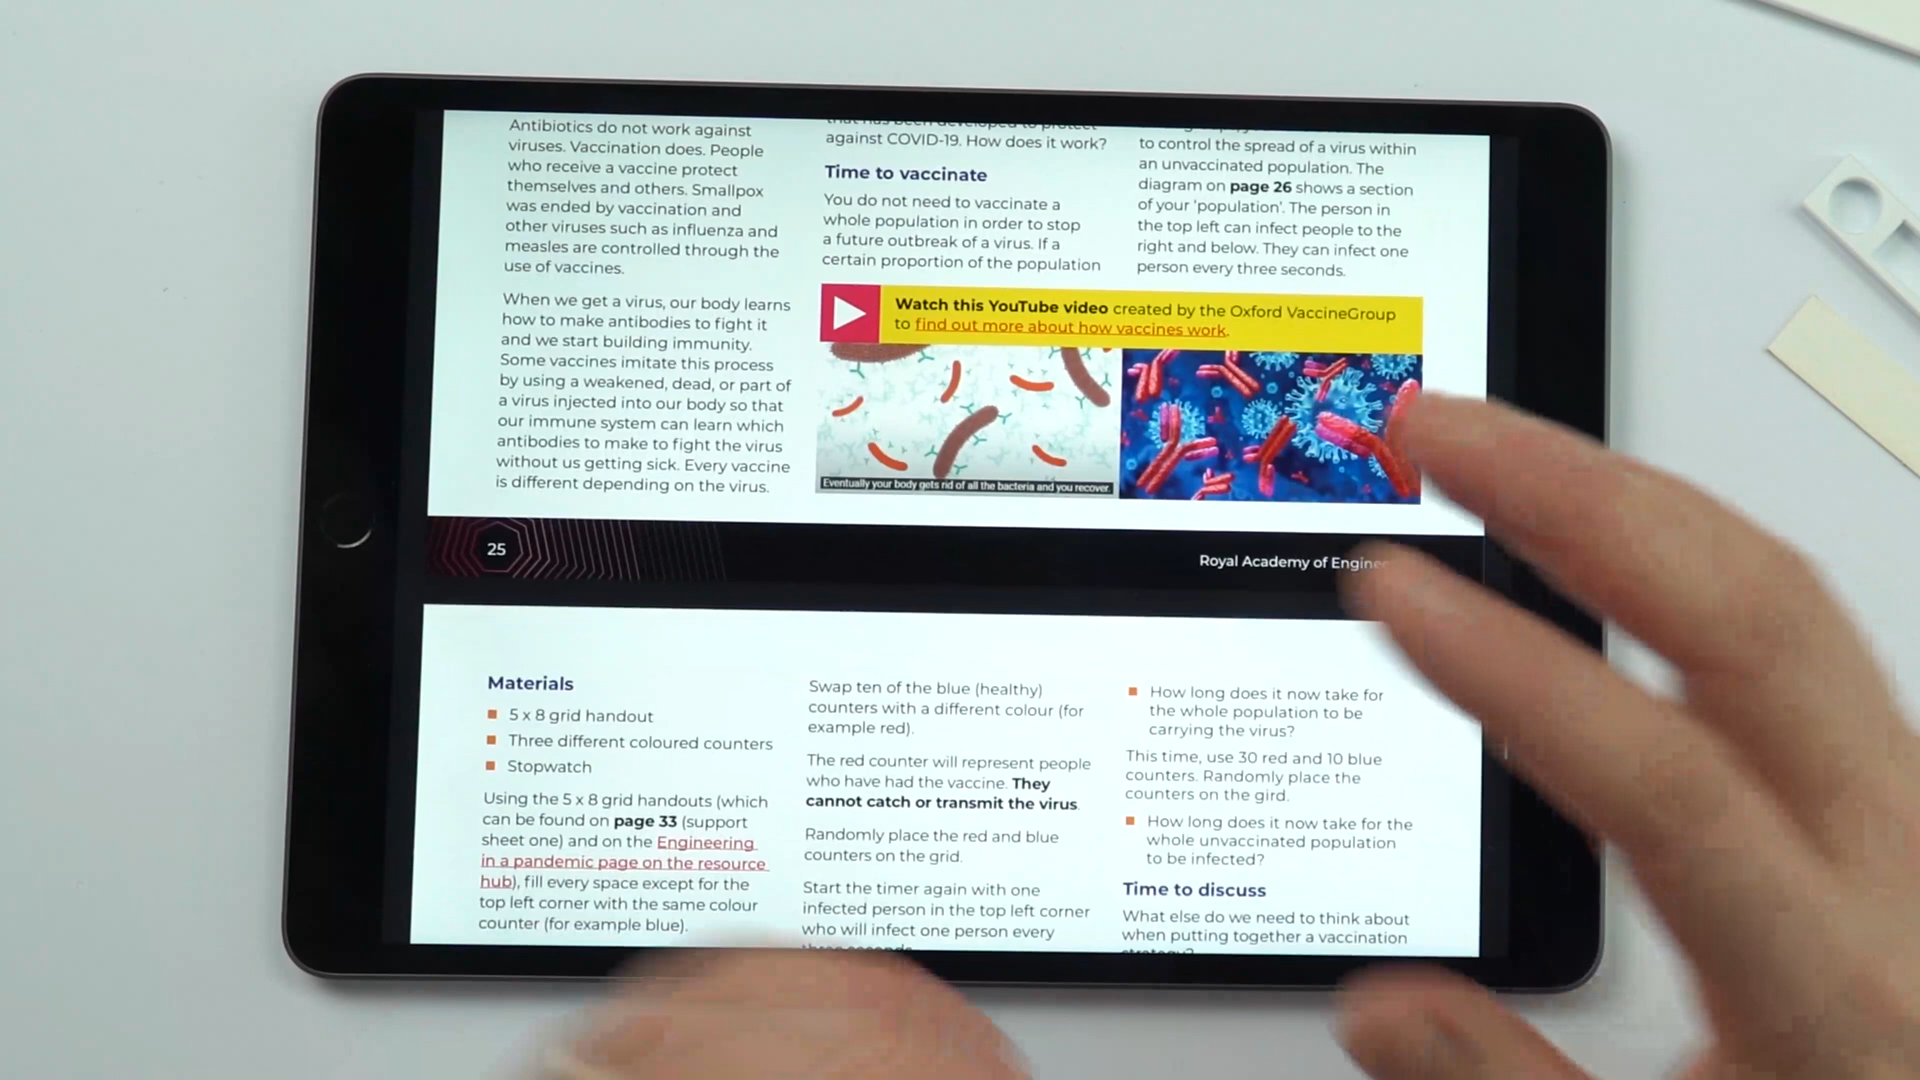 Antibiotics do not work against
viruses. Vaccination does. People
who receive a vaccine protect
themselves and others. Smallpox
was ended by vaccination and
other viruses such as influenza and
measles are controlled through the
use of vaccines.
When we get a virus, our body learns
how to make antibodies to fight it
and we start building immunity.
Some vaccines imitate this process
by using a weakened, dead, or part of
a virus injected into our body so that
our immune system can learn which
antibodies to make to fight the virus
without us getting sick. Every vaccine
is different depending on the virus.
that has been developed to protect
against COVID-19. How does it work?
Time to vaccinate
You do not need to vaccinate a
whole population in order to stop
a future outbreak of a virus. If a
certain proportion of the population
to control the spread of a virus within
an unvaccinated population. The
diagram on page 26 shows a section
of your 'population'. The person in
the top left can infect people to the
right and below. They can infect one
person every three seconds.
Watch this YouTube video created by the Oxford VaccineGroup
to find out more about how vaccines work.
Eventually your body gets rid of all the bacteria and you recover.
25
Royal Academy of
Materials
5 x 8 grid handout
Three different coloured counters
Stopwatch
Using the 5 x 8 grid handouts (which
can be found on page 33 (support
sheet one) and on the Engineering
in a pandemic page on the resource
hub), fill every space except for the
top left corner with the same colour
counter (for example blue).
Swap ten of the blue (healthy)
counters with a different colour (for
example red).
The red counter will represent people
who have had the vaccine. They
cannot catch or transmit the virus.
Randomly place the red and blue
counters on the grid.
Start the timer again with one
infected person in the top left corner
who will infect one person every
three seconds.
How long does it now take for
the whole population to be
carrying the virus?
This time, use 30 red and 10 blue
counters. Randomly place the
counters on the gird.
How long does it now take for the
whole unvaccinated population
to be infected?
Time to discuss
What else do we need to think about
when putting together a vaccination
strategy?